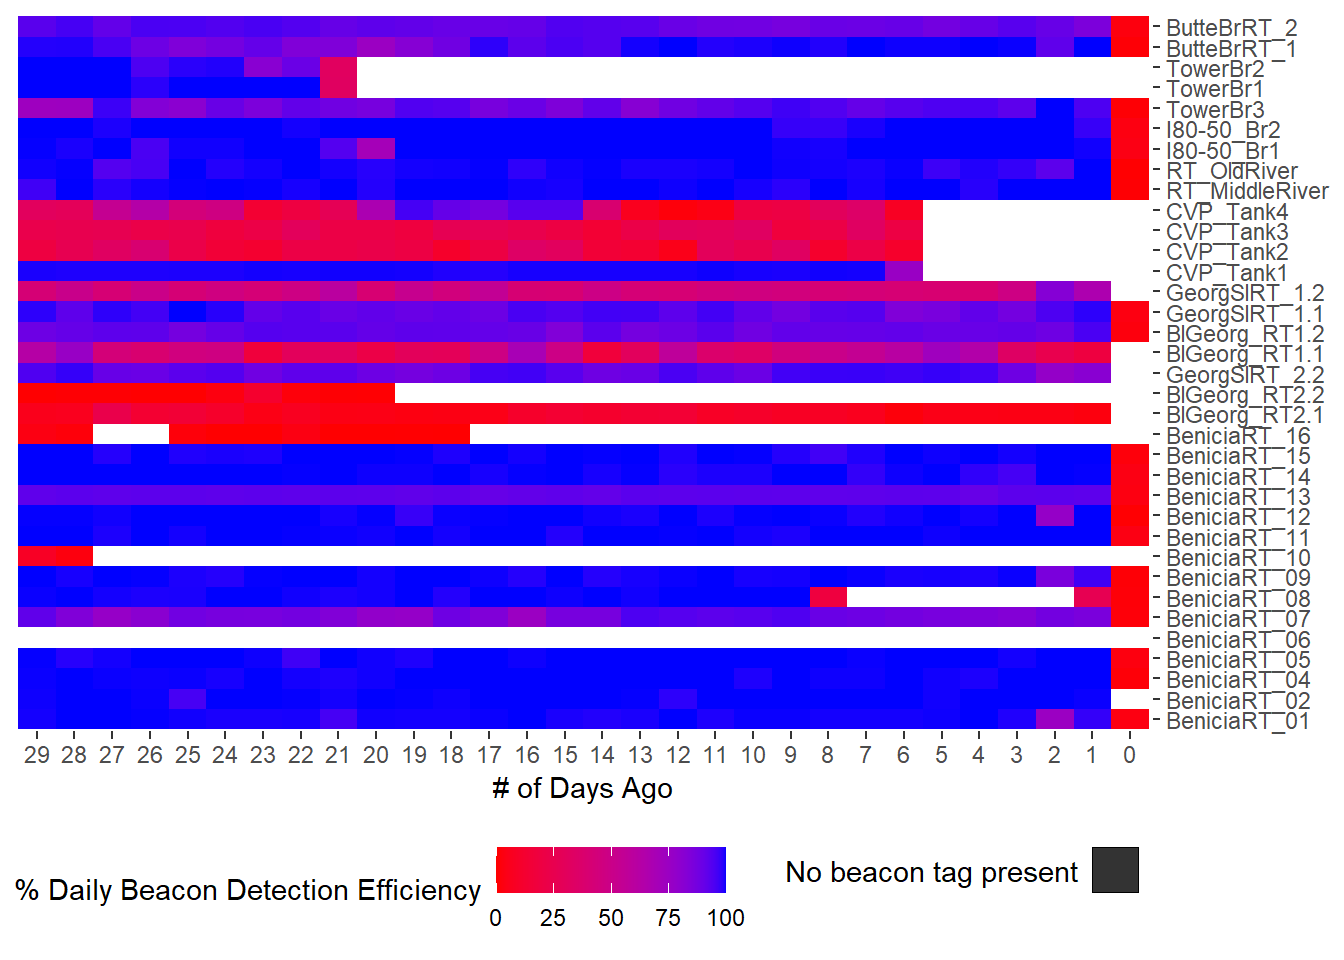 ButteBrRT_2
ButteBrRT_1
TowerBr2
TowerBr1
TowerBr3
I80-50_Br2
I80-50_Br1
RT_OldRiver
RT_MiddleRiver
CVP_Tank4
CVP_Tank3
CVP_Tank2
CVP_Tank1
GeorgSlRT_1.2
GeorgSlRT_1.1
BlGeorg_RT1.2
BlGeorg_RT1.1
GeorgSlRT_2.2
BlGeorg_RT2.2
BlGeorg_RT2.1
BeniciaRT_16
BeniciaRT_15
BeniciaRT_14
BeniciaRT_13
BeniciaRT_12
BeniciaRT_11
BeniciaRT_10
BeniciaRT_09
BeniciaRT_08
BeniciaRT_07
BeniciaRT_06
BeniciaRT_05
BeniciaRT_04
BeniciaRT_02
BeniciaRT_01
29 28 27 26 25 24 23 22 21 20 19 18 17 16 15 14 13 12 11 10 9 8 7 6 5 4 3 2 1 0
# of Days Ago
% Daily Beacon Detection Efficiency
0 25 50 75 100
No beacon tag present